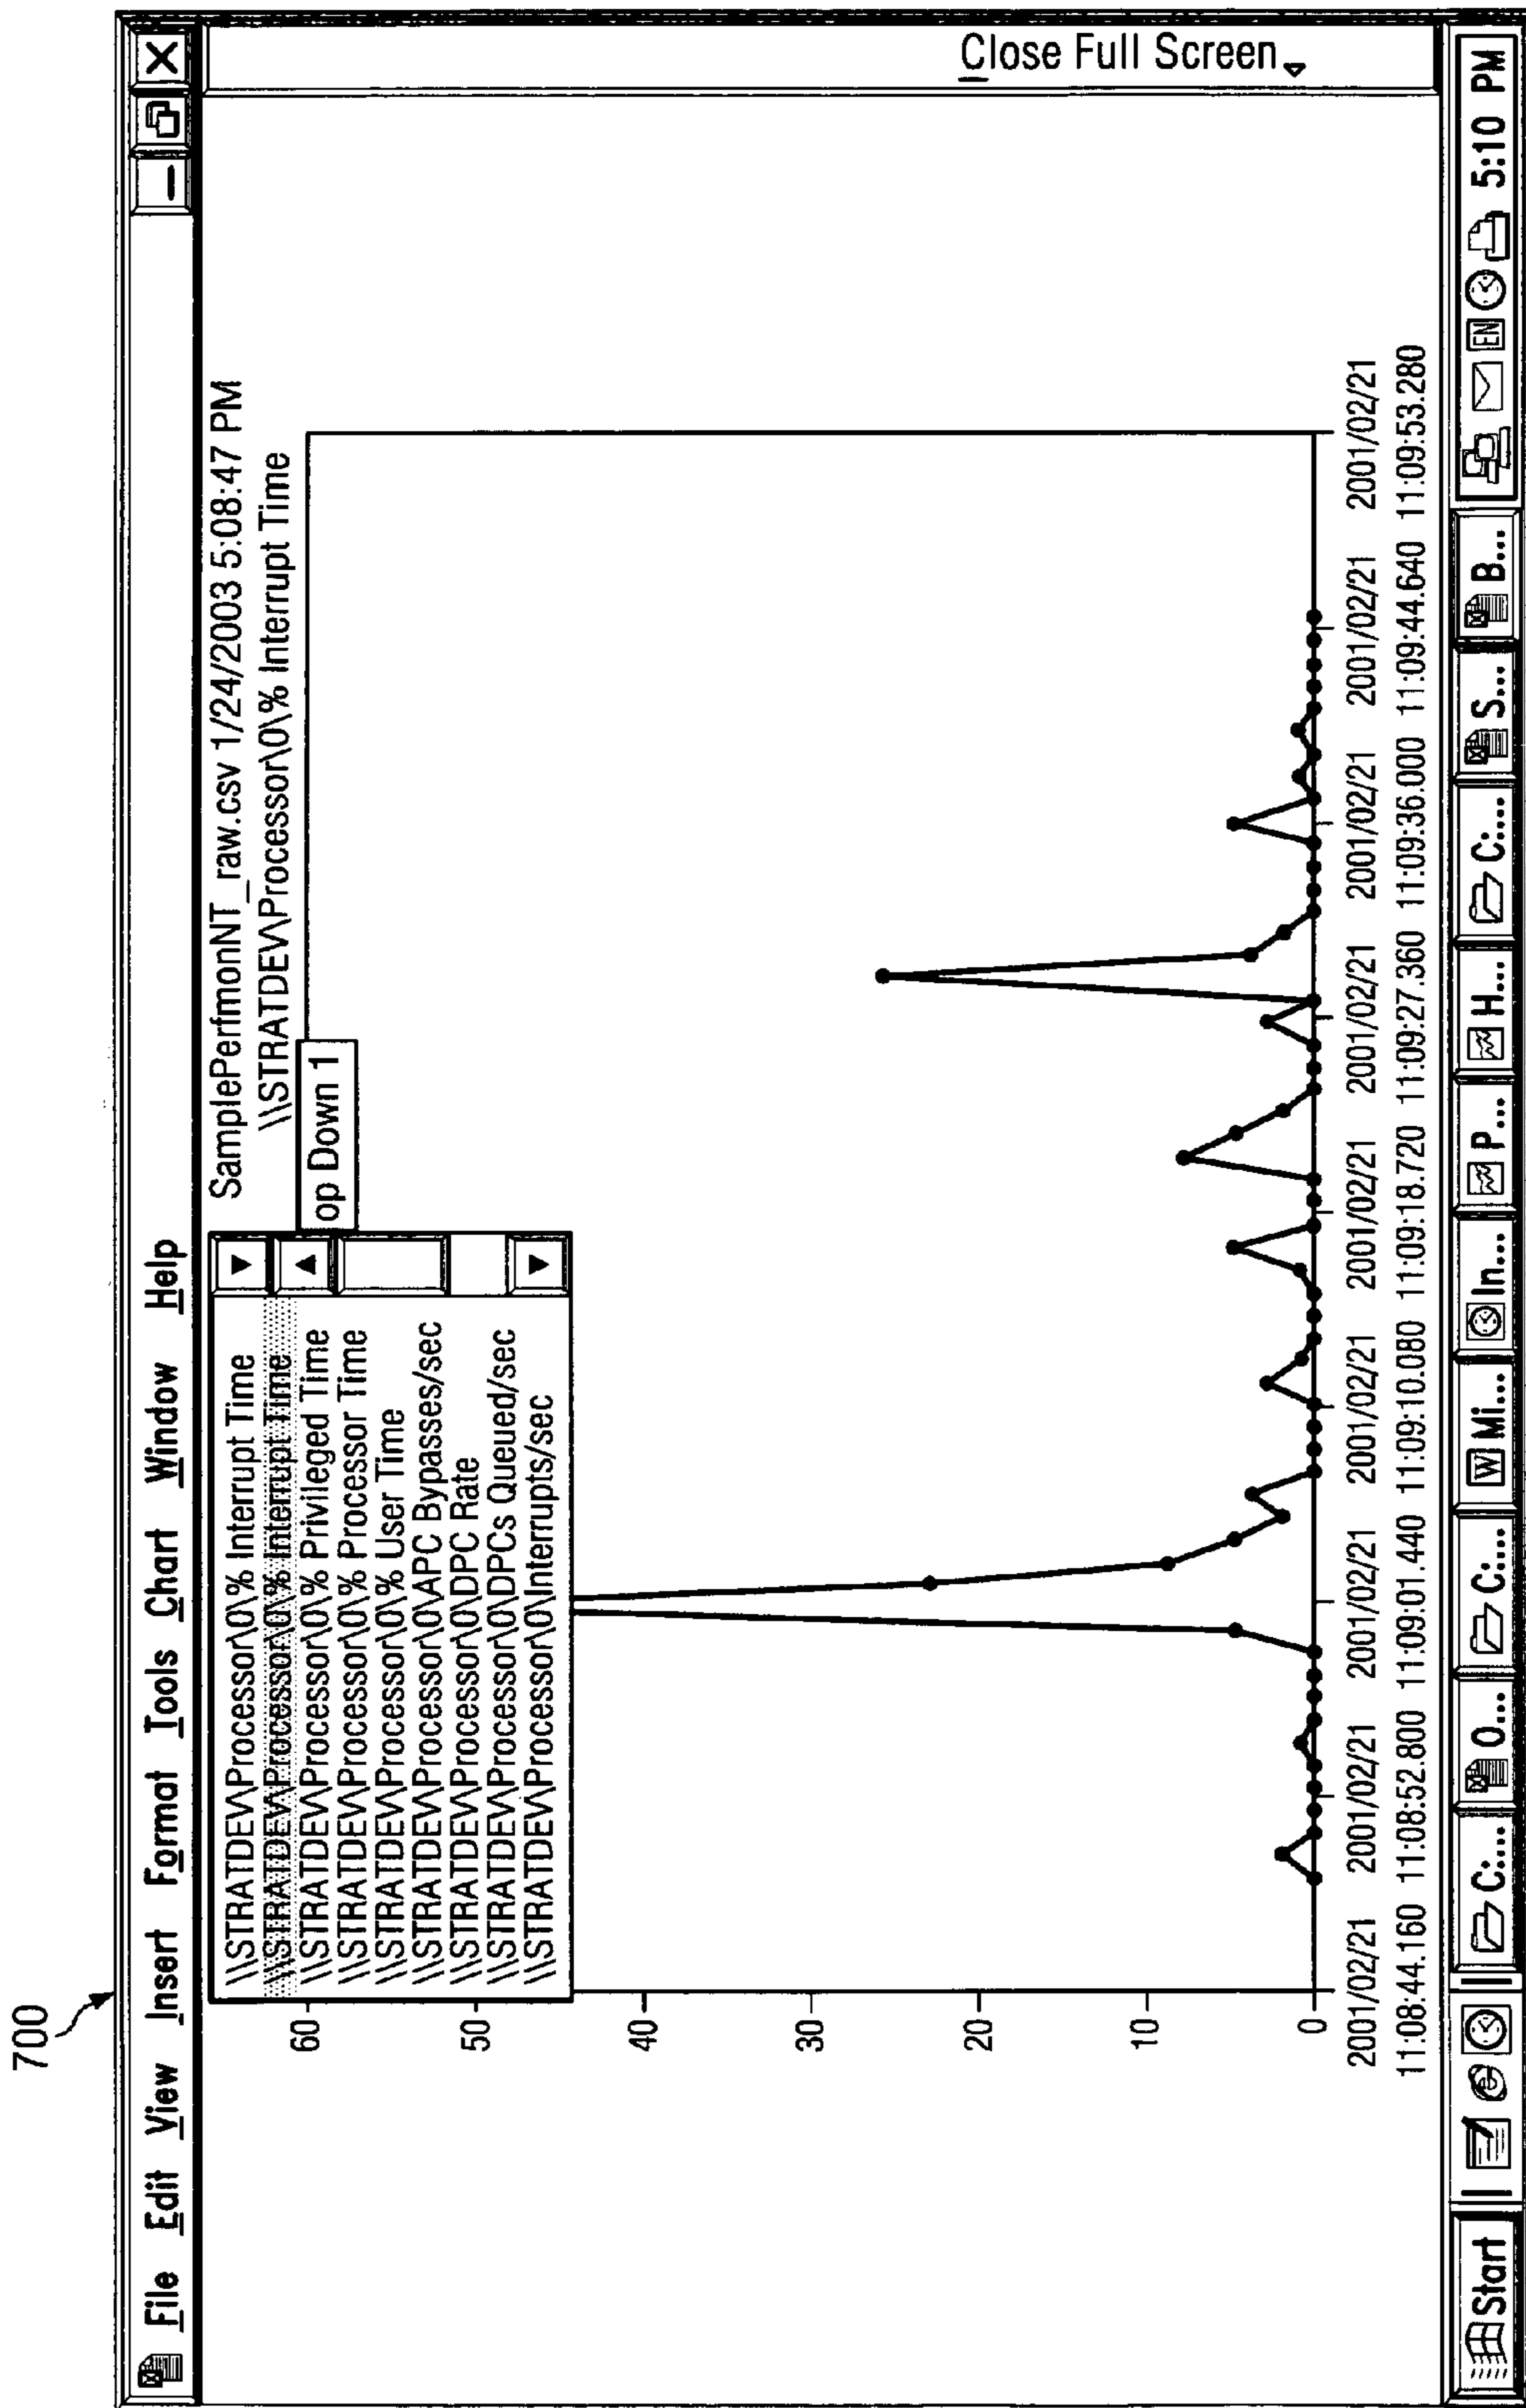 700
File Edit View Insert Format Tools Chart Window Help
SamplePerfmonNT_raw.csv 1/24/2003 5:08:47 PM
\\STRATDEV\Processor\0\% Interrupt Time
\\STRATDEV\Processor\0\% Interrupt Time
\\STRATDEV\Processor\0\% Interrupt Time
op Down 1
\\STRATDEV\Processor\0\% Privileged Time
\\STRATDEV\Processor\0\% Processor Time
\\STRATDEV\Processor\0\% User Time
\\STRATDEV\Processor\0\APC Bypasses/sec
\\STRATDEV\Processor\0\DPC Rate
\\STRATDEV\Processor\0\DPCs Queued/sec
\\STRATDEV\Processor\0\Interrupts/sec
60
50
40
30
20
10
0
2001/02/21 2001/02/21 2001/02/21 2001/02/21 2001/02/21 2001/02/21 2001/02/21 2001/02/21 2001/02/21
11:08:44.160 11:08:52.800 11:09:01.440 11:09:10.080 11:09:18.720 11:09:27.360 11:09:36.000 11:09:44.640 11:09:53.280
Close Full Screen
Start C:.... O... C:.... W Mi... In... P... H... C:.... S... B... EN 5:10 PM